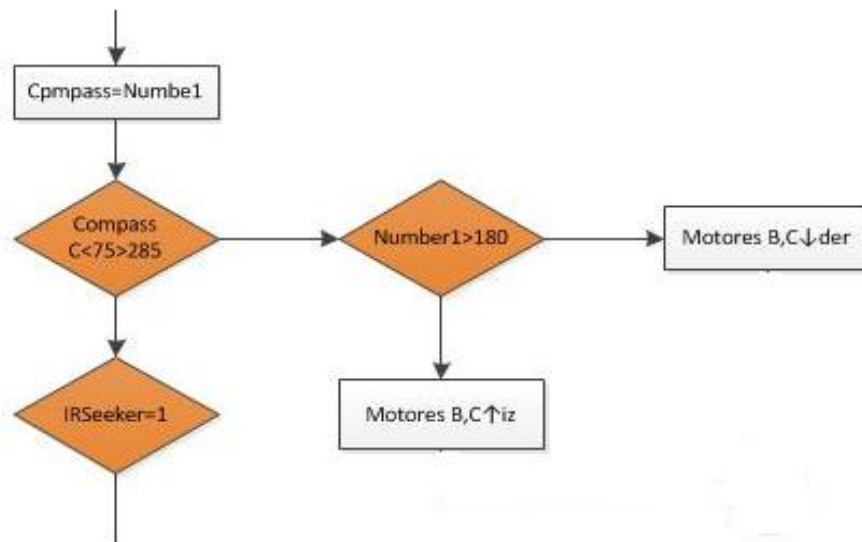 Cpmpass=Numbe1
Compass
C<75>285
Number1>180
Motores B,C↓der
IRSeeker=1
Motores B,C↑iz